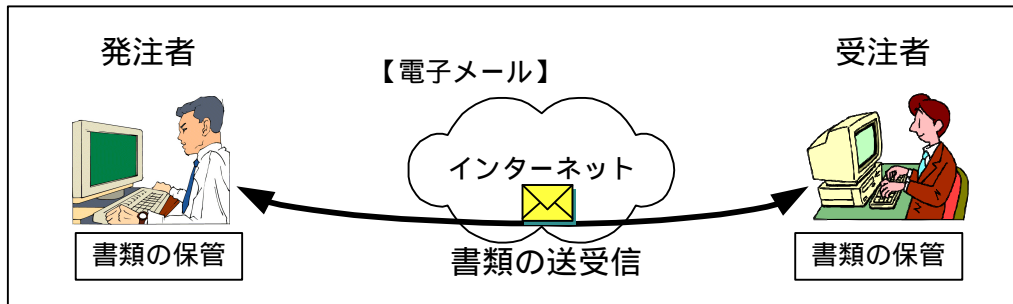 発注者
受注者
【電子メール】
インターネット
書類の送受信
書類の保管
書類の保管